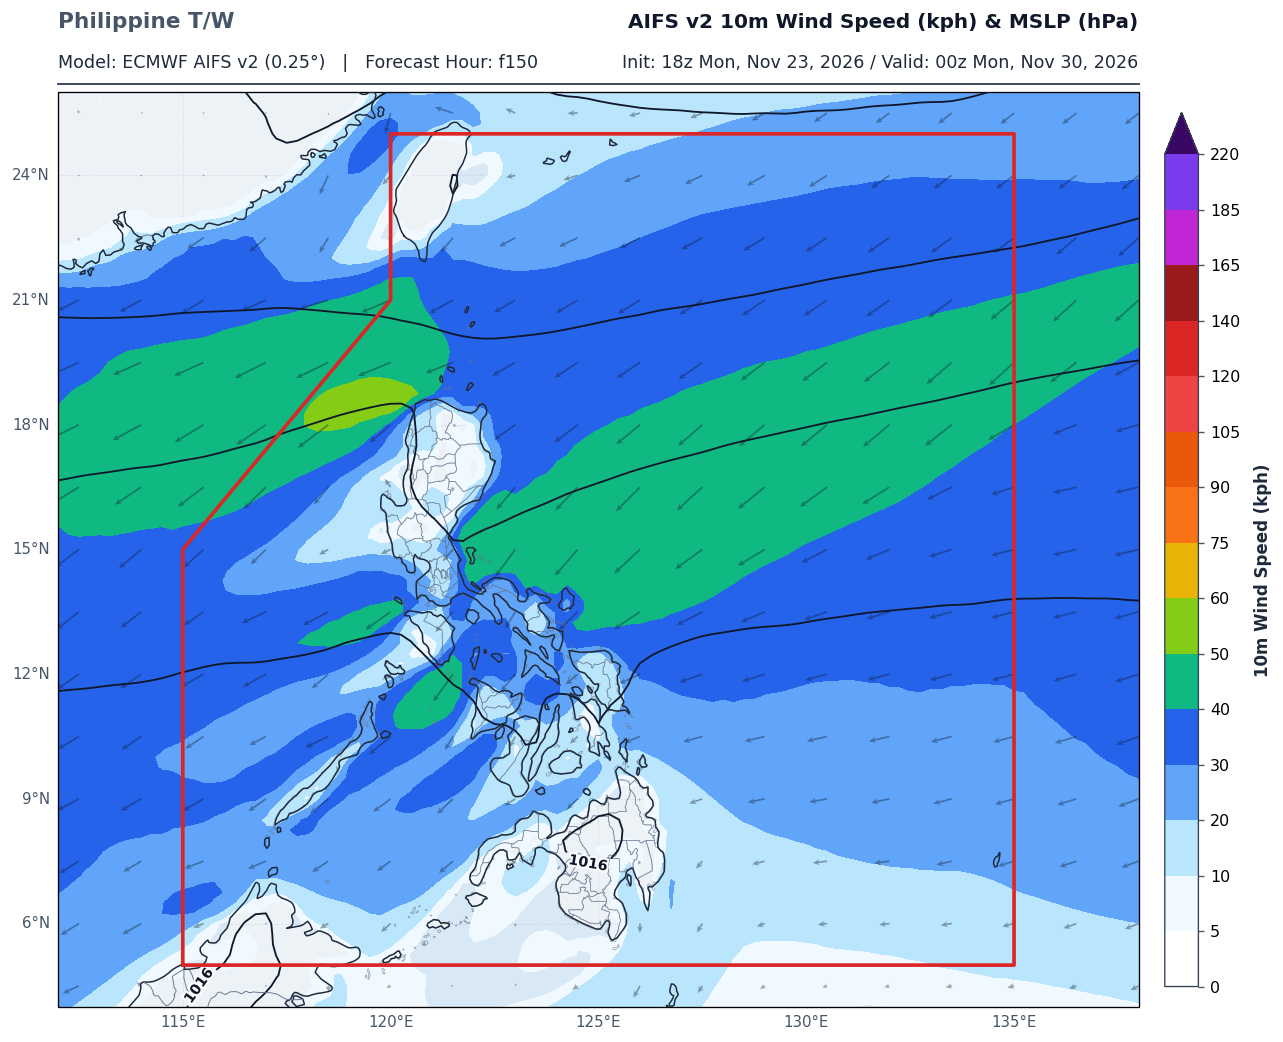 Philippine T/W
AIFS v2 10m Wind Speed (kph) & MSLP (hPa)
Model: ECMWF AIFS v2 (0.25°) | Forecast Hour: f150
Init: 18z Mon, Nov 23, 2026 / Valid: 00z Mon, Nov 30, 2026
24°N
21°N
18°N
15°N
12°N
9°N
6°N
115°E
120°E
125°E
130°E
135°E
1016
1016
220
185
165
140
120
105
90
75
60
50
40
30
20
10
5
0
10m Wind Speed (kph)